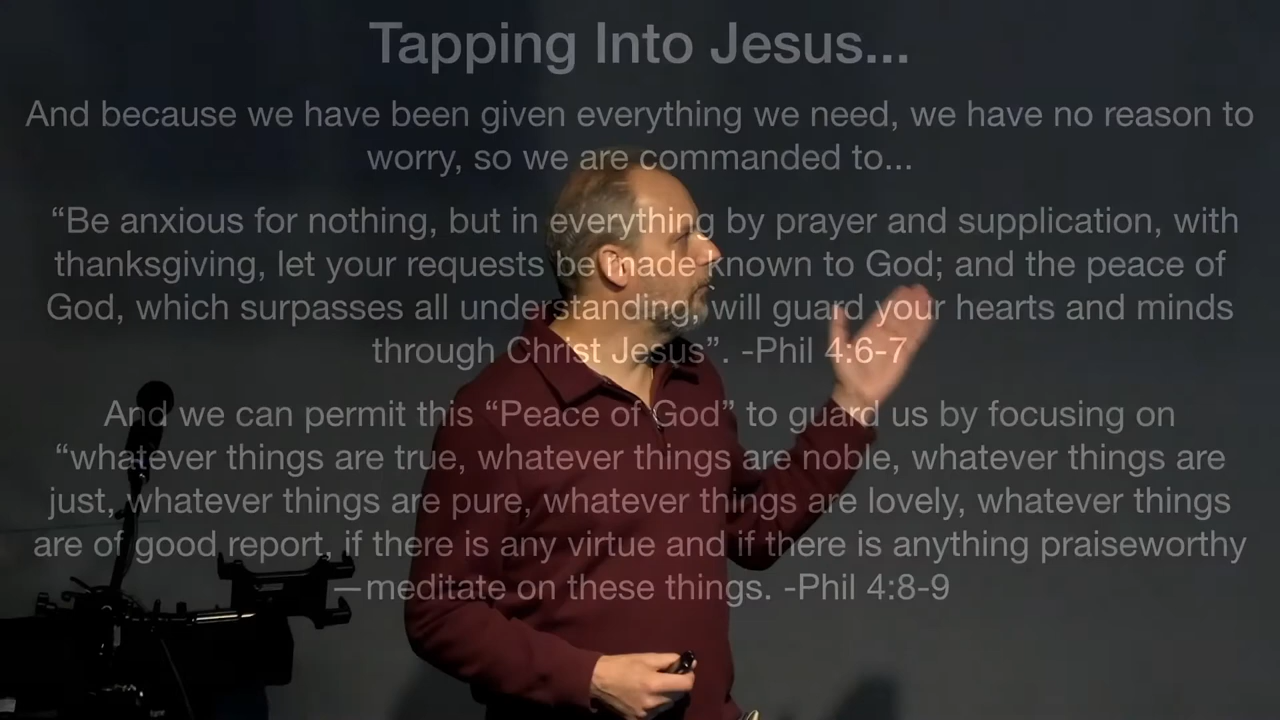 Tapping Into Jesus...
And because we have been given everything we need, we have no reason to
worry, so we are commanded to...
“Be anxious for nothing, but in everything by prayer and supplication, with
thanksgiving, let your requests be made known to God; and the peace of
God, which surpasses all understanding, will guard your hearts and minds
through Christ Jesus”. -Phil 4:6-7
And we can permit this “Peace of God” to guard us by focusing on
“whatever things are true, whatever things are noble, whatever things are
just, whatever things are pure, whatever things are lovely, whatever things
are of good report, if there is any virtue and if there is anything praiseworthy
—meditate on these things. -Phil 4:8-9